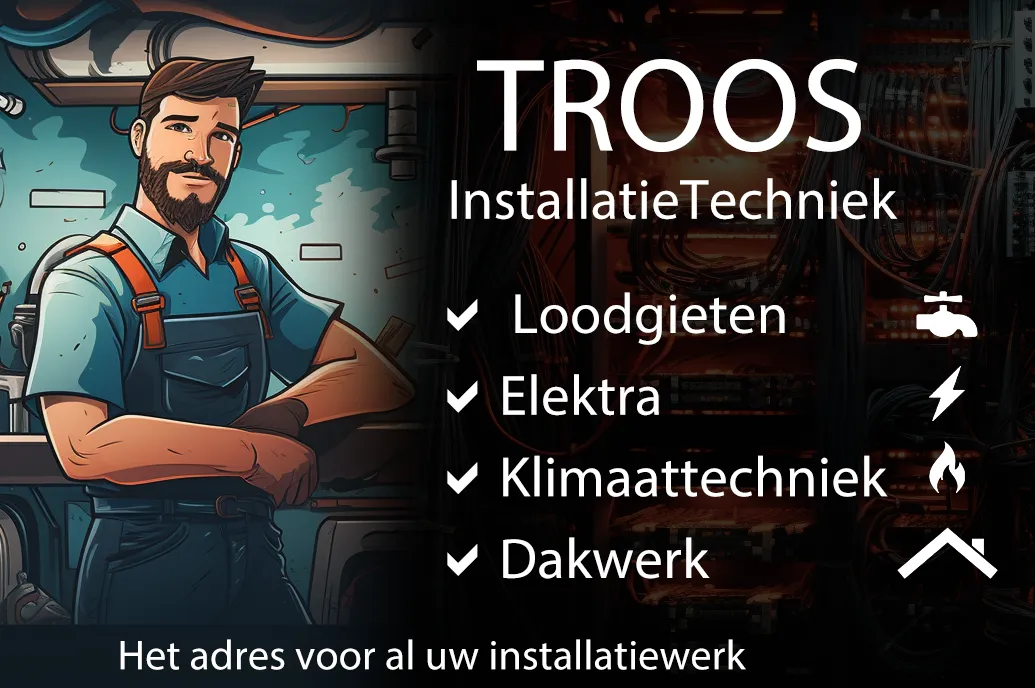 TROOS
InstallatieTechniek
Loodgieten
Elektra
Klimaattechniek
Dakwerk
Het adres voor al uw installatiewerk